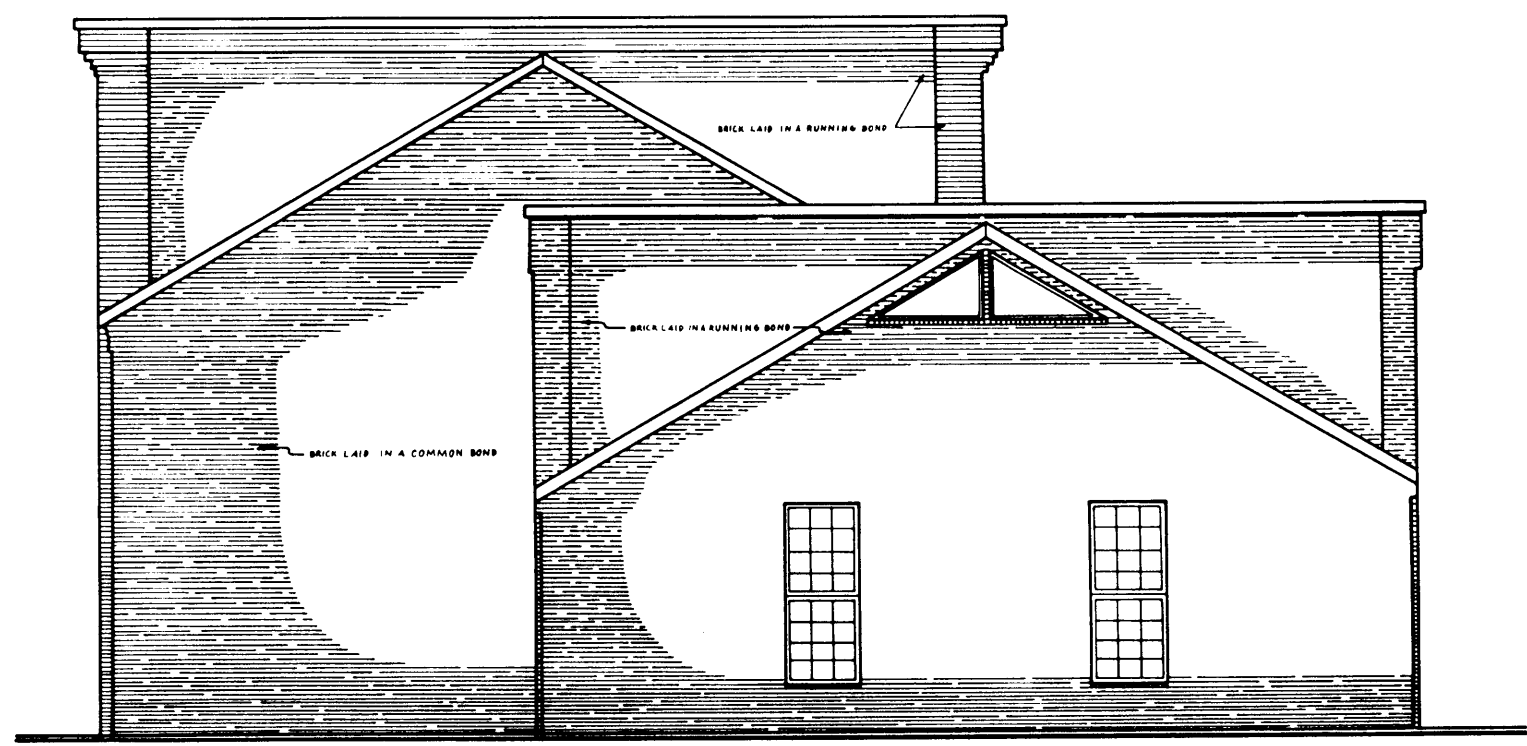 BRICK LAID IN A RUNNING BOND
BRICK LAID IN A RUNNING BOND
BRICK LAID IN A COMMON BOND